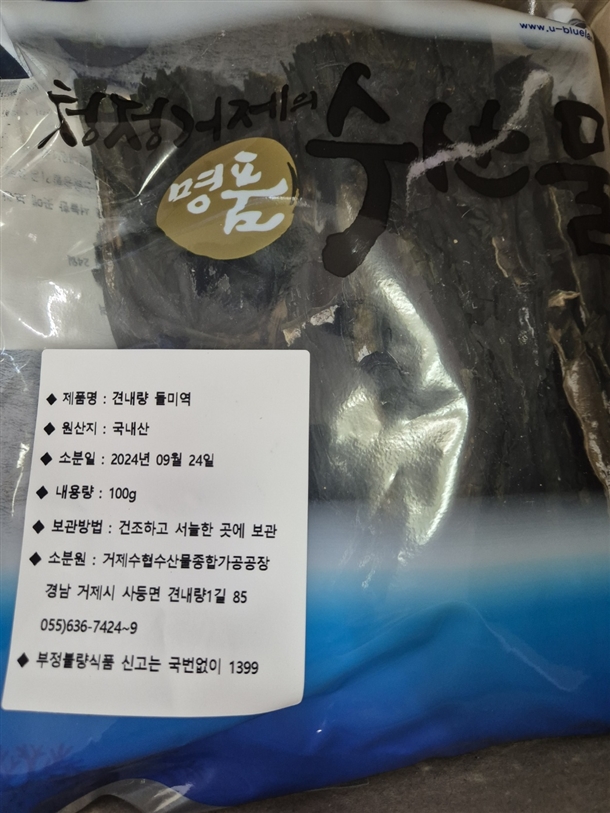 www.u-blue
청정거제의
명품
수산물
◆ 제품명 : 견내량 돌미역
◆ 원산지 : 국내산
◆ 소분일 : 2024년 09월 24일
◆ 내용량 : 100g
◆ 보관방법 : 건조하고 서늘한 곳에 보관
◆ 소분원 : 거제수협수산물종합가공공장
경남 거제시 사등면 견내량1길 85
055)636-7424~9
◆ 부정불량식품 신고는 국번없이 1399